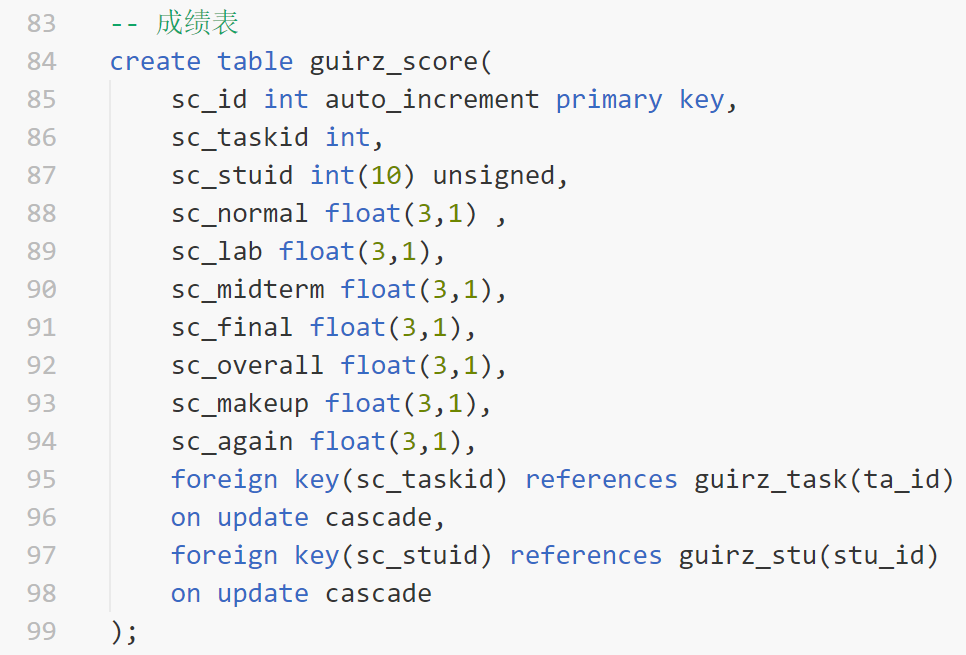 83 -- 成绩表
84 create table guirz_score(
85 sc_id int auto_increment primary key,
86 sc_taskid int,
87 sc_stuid int(10) unsigned,
88 sc_normal float(3,1) ,
89 sc_lab float(3,1),
90 sc_midterm float(3,1),
91 sc_final float(3,1),
92 sc_overall float(3,1),
93 sc_makeup float(3,1),
94 sc_again float(3,1),
95 foreign key(sc_taskid) references guirz_task(ta_id)
96 on update cascade,
97 foreign key(sc_stuid) references guirz_stu(stu_id)
98 on update cascade
99 );